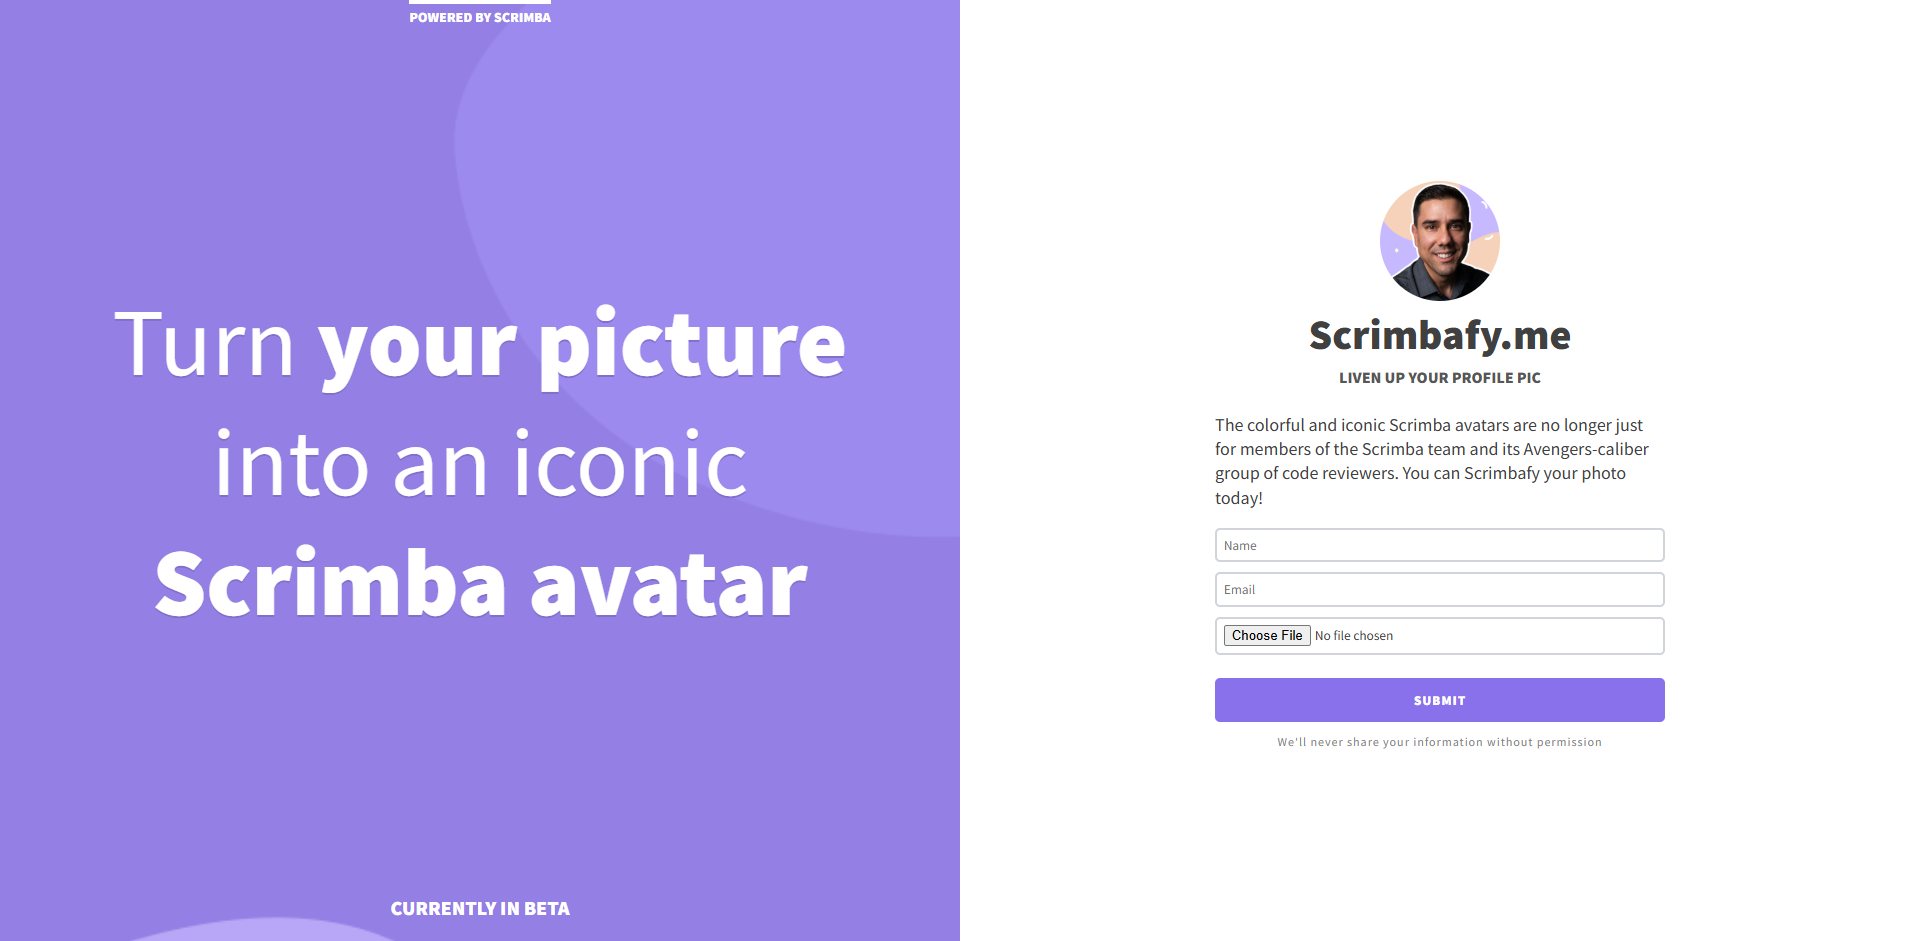 POWERED BY SCRIMBA
Turn your picture
into an iconic
Scrimba avatar
CURRENTLY IN BETA
Scrimbafy.me
LIVEN UP YOUR PROFILE PIC
The colorful and iconic Scrimba avatars are no longer just
for members of the Scrimba team and its Avengers-caliber
group of code reviewers. You can Scrimbafy your photo
today!
Name
Email
Choose File No file chosen
SUBMIT
We'll never share your information without permission